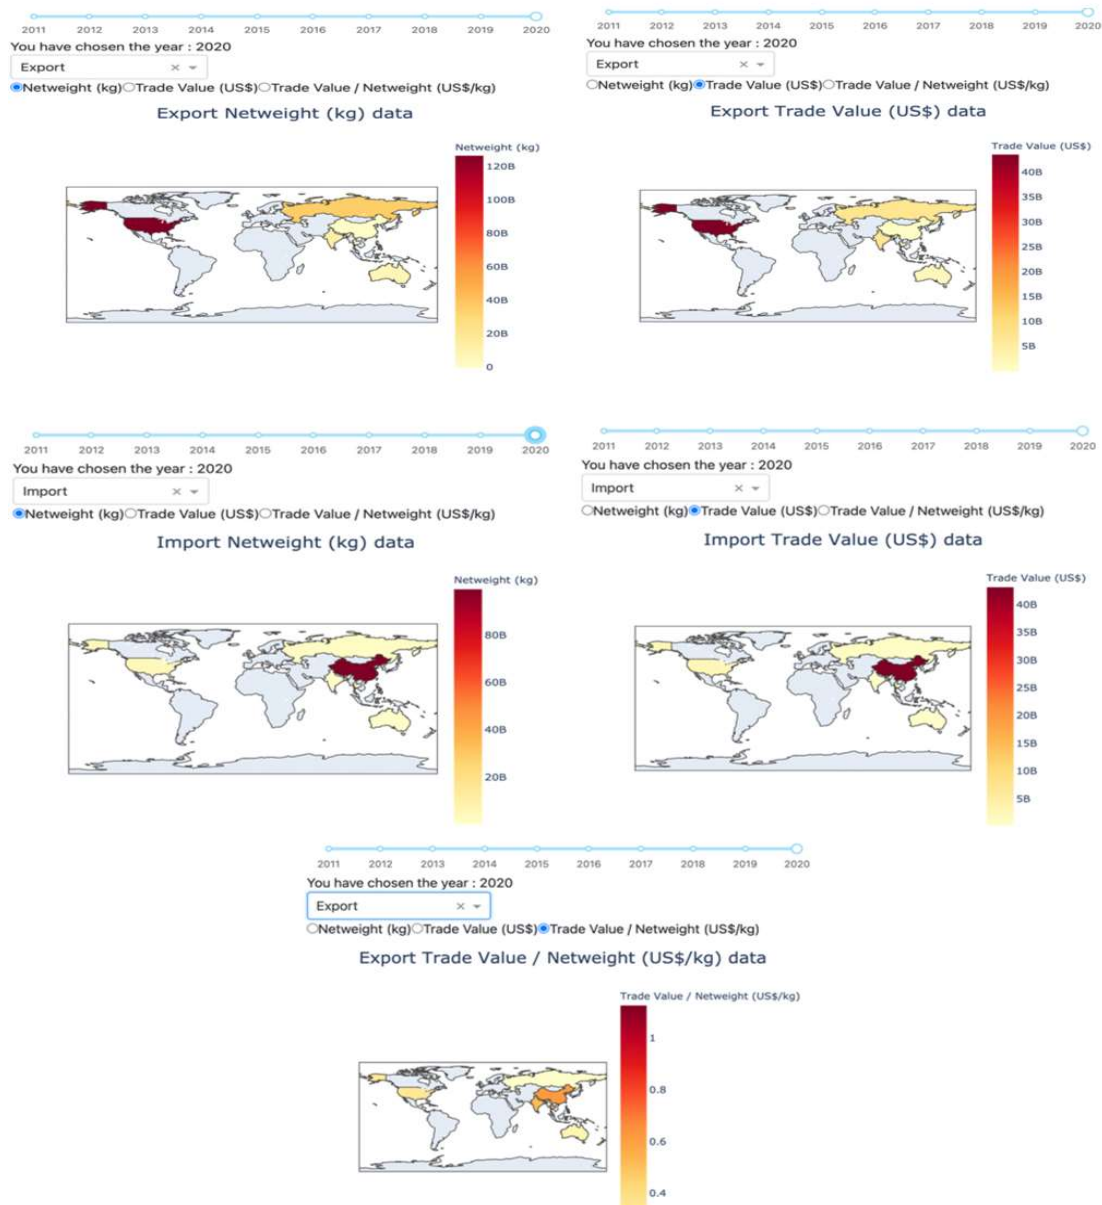 2011 2012 2013 2014 2015 2016 2017 2018 2019 2020
You have chosen the year : 2020
Export × 
Netweight (kg) Trade Value (US$) Trade Value / Netweight (US$/kg)
Export Netweight (kg) data
Netweight (kg)
120B
100B
80B
60B
40B
20B
0
2011 2012 2013 2014 2015 2016 2017 2018 2019 2020
You have chosen the year : 2020
Export ×
Netweight (kg) Trade Value (US$) Trade Value / Netweight (US$/kg)
Export Trade Value (US$) data
Trade Value (US$)
40B
35B
30B
25B
20B
15B
10B
5B
2011 2012 2013 2014 2015 2016 2017 2018 2019 2020
You have chosen the year : 2020
Import ×
Netweight (kg) Trade Value (US$) Trade Value / Netweight (US$/kg)
Import Netweight (kg) data
Netweight (kg)
80B
60B
40B
20B
2011 2012 2013 2014 2015 2016 2017 2018 2019 2020
You have chosen the year : 2020
Import ×
Netweight (kg) Trade Value (US$) Trade Value / Netweight (US$/kg)
Import Trade Value (US$) data
Trade Value (US$)
40B
35B
30B
25B
20B
15B
10B
5B
2011 2012 2013 2014 2015 2016 2017 2018 2019 2020
You have chosen the year : 2020
Export ×
Netweight (kg) Trade Value (US$) Trade Value / Netweight (US$/kg)
Export Trade Value / Netweight (US$/kg) data
Trade Value / Netweight (US$/kg)
1
0.8
0.6
0.4